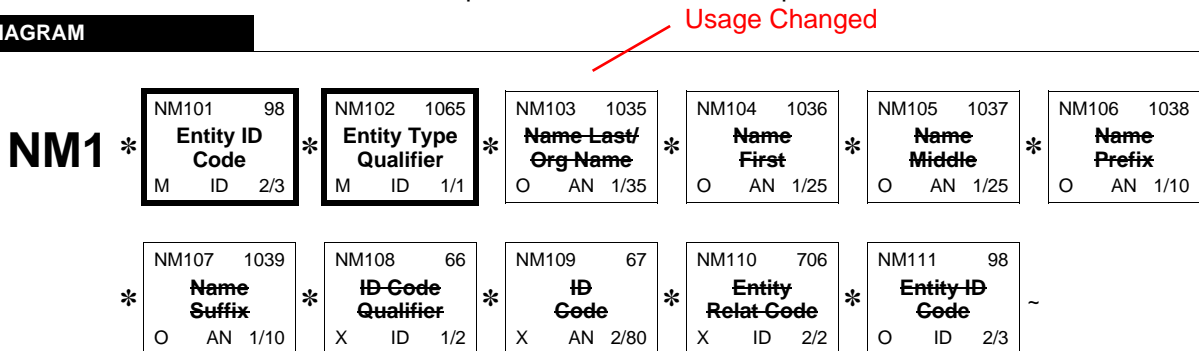 Usage Changed
IAGRAM
NM101 98 NM102 1065 NM103 1035 NM104 1036 NM105 1037 NM106 1038
NM1 * Entity ID * Entity Type * Name Last/ * Name * Name * Name
Code Qualifier Org Name First Middle Prefix
M ID 2/3 M ID 1/1 O AN 1/35 O AN 1/25 O AN 1/25 O AN 1/10
NM107 1039 NM108 66 NM109 67 NM110 706 NM111 98
* Name * ID Code * ID * Entity * Entity ID ~
Suffix Qualifier Code Relat Code Code
O AN 1/10 X ID 1/2 X AN 2/80 X ID 2/2 O ID 2/3